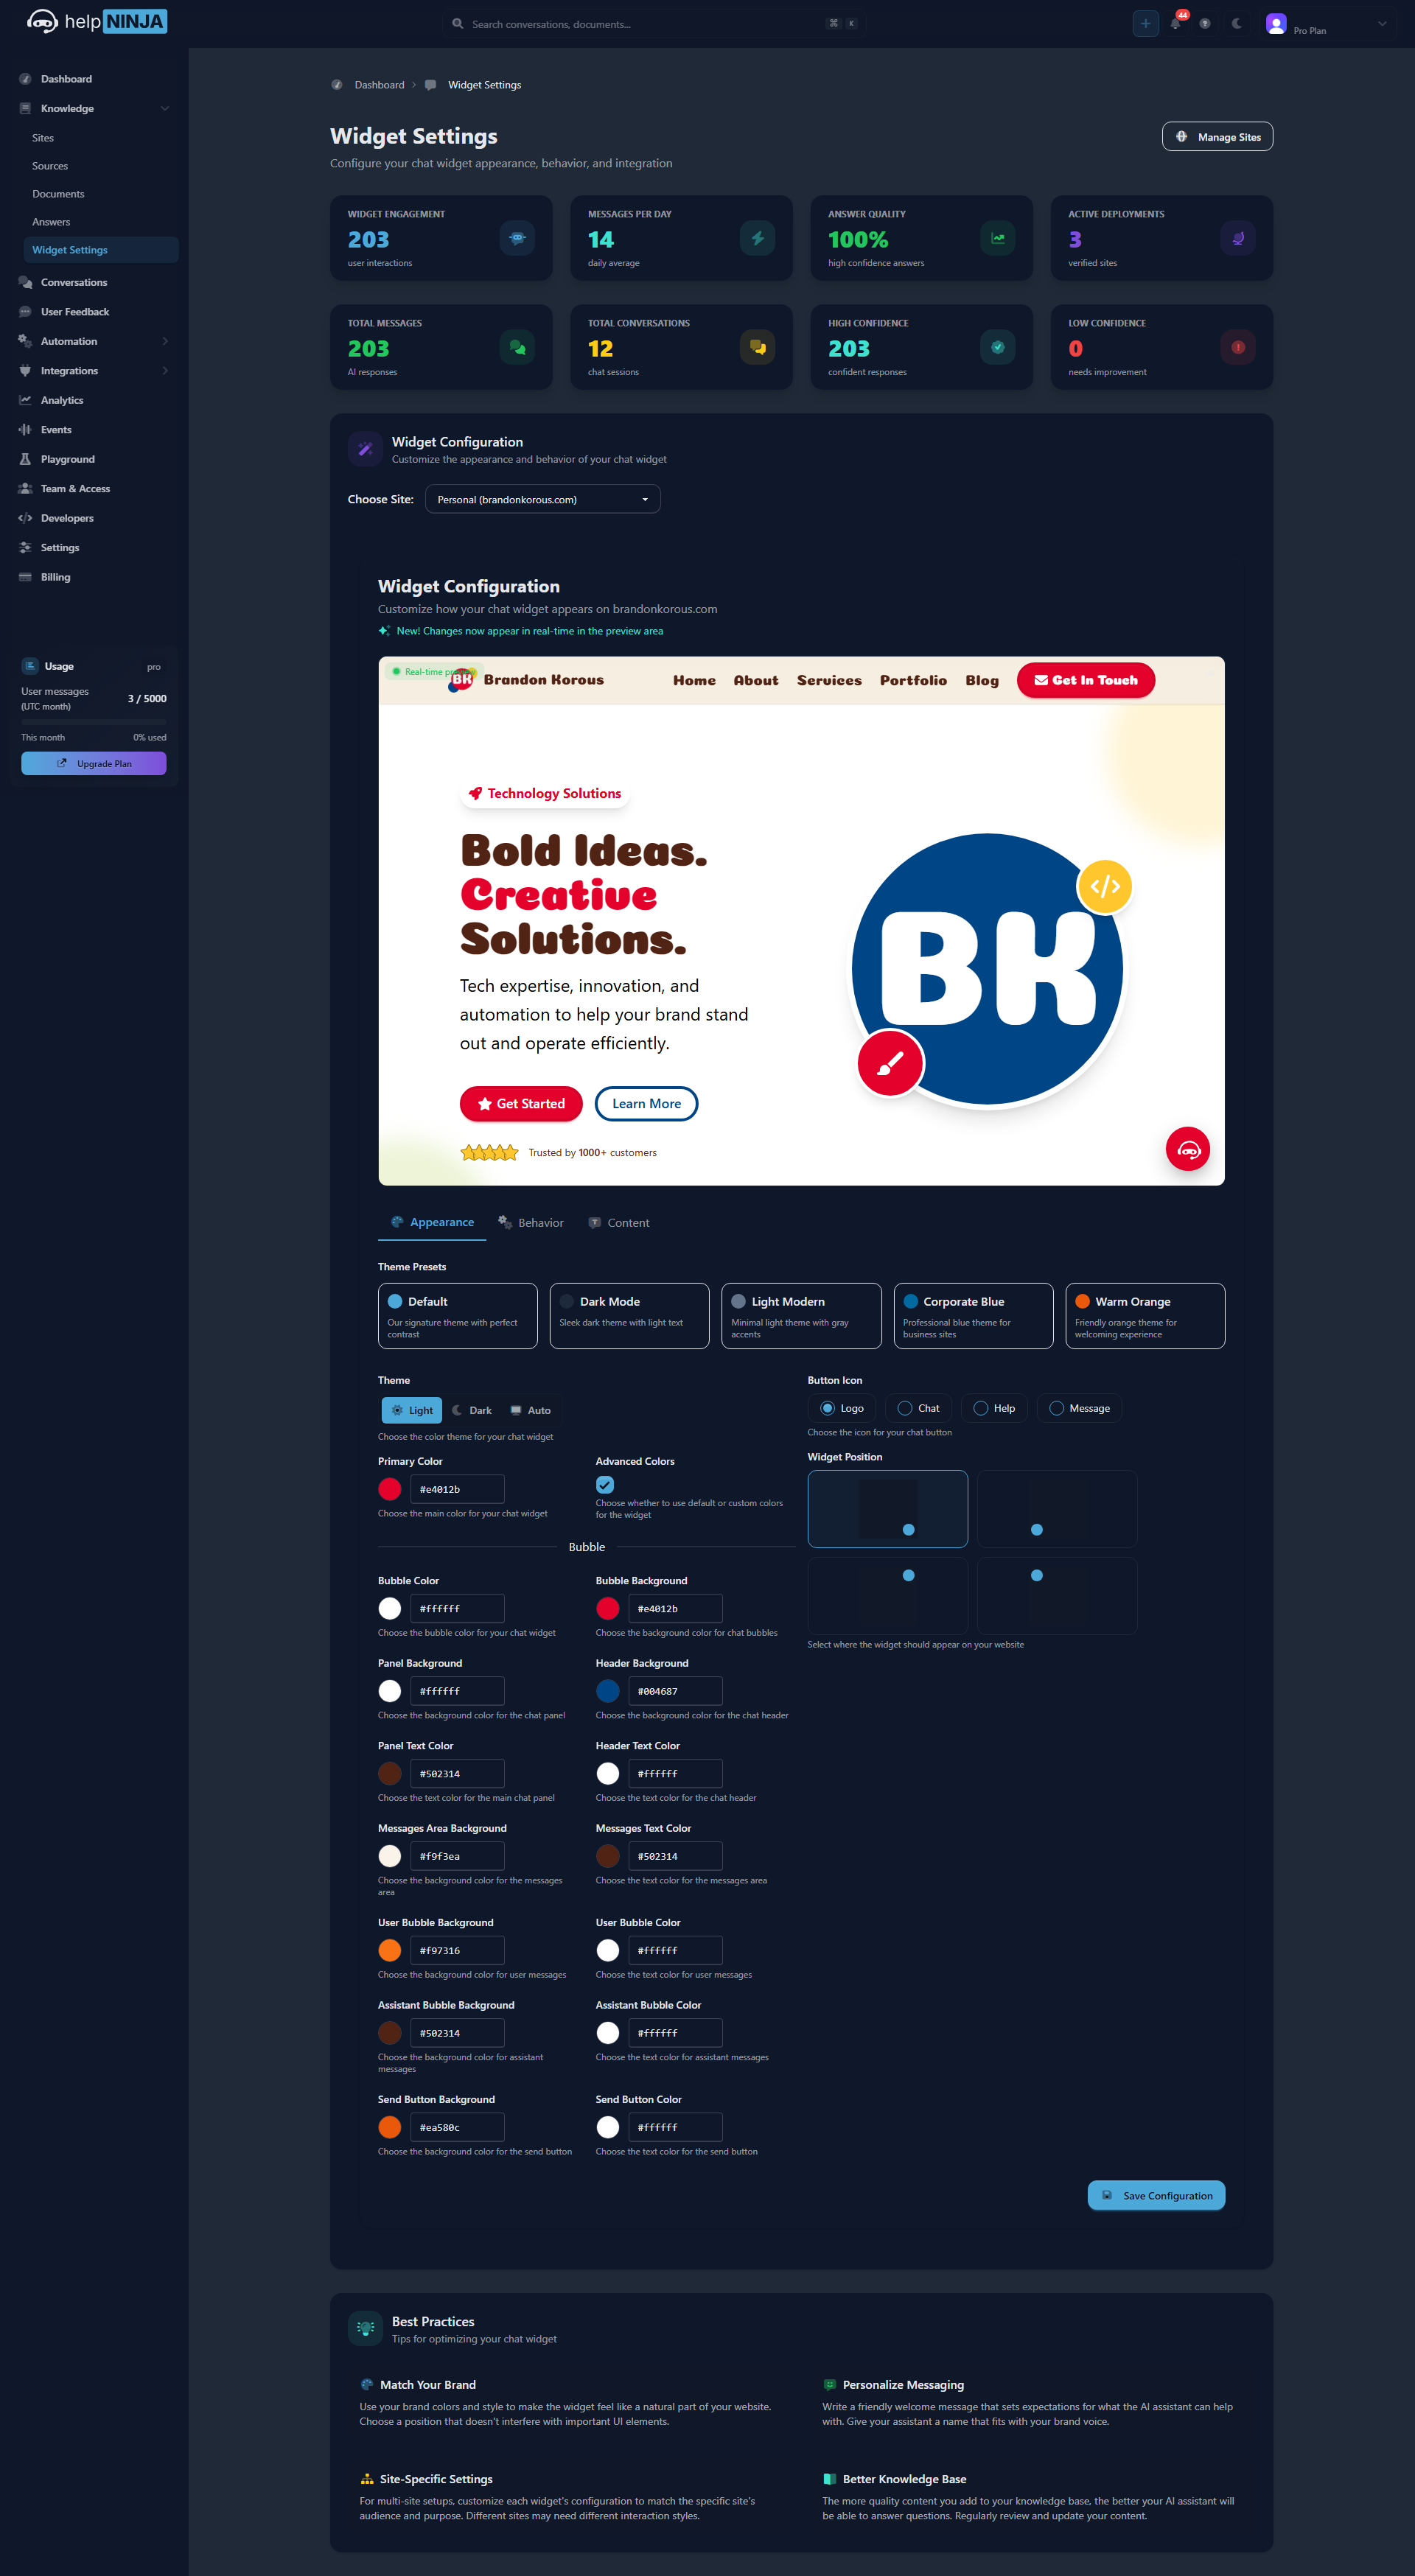 help NINJA
Search conversations, documents...
⌘ K
44
Pro Plan
Dashboard
Knowledge
Sites
Sources
Documents
Answers
Widget Settings
Conversations
User Feedback
Automation
Integrations
Analytics
Events
Playground
Team & Access
Developers
Settings
Billing
Usage
pro
User messages
(UTC month)
3 / 5000
This month
0% used
Upgrade Plan
Dashboard
Widget Settings
Widget Settings
Configure your chat widget appearance, behavior, and integration
Manage Sites
WIDGET ENGAGEMENT
203
user interactions
MESSAGES PER DAY
14
daily average
ANSWER QUALITY
100%
high confidence answers
ACTIVE DEPLOYMENTS
3
verified sites
TOTAL MESSAGES
203
AI responses
TOTAL CONVERSATIONS
12
chat sessions
HIGH CONFIDENCE
203
confident responses
LOW CONFIDENCE
0
needs improvement
Widget Configuration
Customize the appearance and behavior of your chat widget
Choose Site:
Personal (brandonkorous.com)
Widget Configuration
Customize how your chat widget appears on brandonkorous.com
New! Changes now appear in real-time in the preview area
Real-time
BK
Brandon Korous
Home About Services Portfolio Blog
Get In Touch
Technology Solutions
Bold Ideas.
Creative
Solutions.
Tech expertise, innovation, and
automation to help your brand stand
out and operate efficiently.
Get Started
Learn More
Trusted by 1000+ customers
BK
Appearance
Behavior
Content
Theme Presets
Default
Our signature theme with perfect
contrast
Dark Mode
Sleek dark theme with light text
Light Modern
Minimal light theme with gray
accents
Corporate Blue
Professional blue theme for
business sites
Warm Orange
Friendly orange theme for
welcoming experience
Theme
Light
Dark
Auto
Choose the color theme for your chat widget
Button Icon
Logo
Chat
Help
Message
Choose the icon for your chat button
Primary Color
#e4012b
Choose the main color for your chat widget
Advanced Colors
Choose whether to use default or custom colors
for the widget
Widget Position
Select where the widget should appear on your website
Bubble
Bubble Color
#ffffff
Choose the bubble color for your chat widget
Bubble Background
#e4012b
Choose the background color for chat bubbles
Panel Background
#ffffff
Choose the background color for the chat panel
Header Background
#004687
Choose the background color for the chat header
Panel Text Color
#502314
Choose the text color for the main chat panel
Header Text Color
#ffffff
Choose the text color for the chat header
Messages Area Background
#f9f3ea
Choose the background color for the messages
area
Messages Text Color
#502314
Choose the text color for the messages area
User Bubble Background
#f97316
Choose the background color for user messages
User Bubble Color
#ffffff
Choose the text color for user messages
Assistant Bubble Background
#502314
Choose the background color for assistant
messages
Assistant Bubble Color
#ffffff
Choose the text color for assistant messages
Send Button Background
#ea580c
Choose the background color for the send button
Send Button Color
#ffffff
Choose the text color for the send button
Save Configuration
Best Practices
Tips for optimizing your chat widget
Match Your Brand
Use your brand colors and style to make the widget feel like a natural part of your website.
Choose a position that doesn't interfere with important UI elements.
Personalize Messaging
Write a friendly welcome message that sets expectations for what the AI assistant can help
with. Give your assistant a name that fits with your brand voice.
Site-Specific Settings
For multi-site setups, customize each widget's configuration to match the specific site's
audience and purpose. Different sites may need different interaction styles.
Better Knowledge Base
The more quality content you add to your knowledge base, the better your AI assistant will
be able to answer questions. Regularly review and update your content.